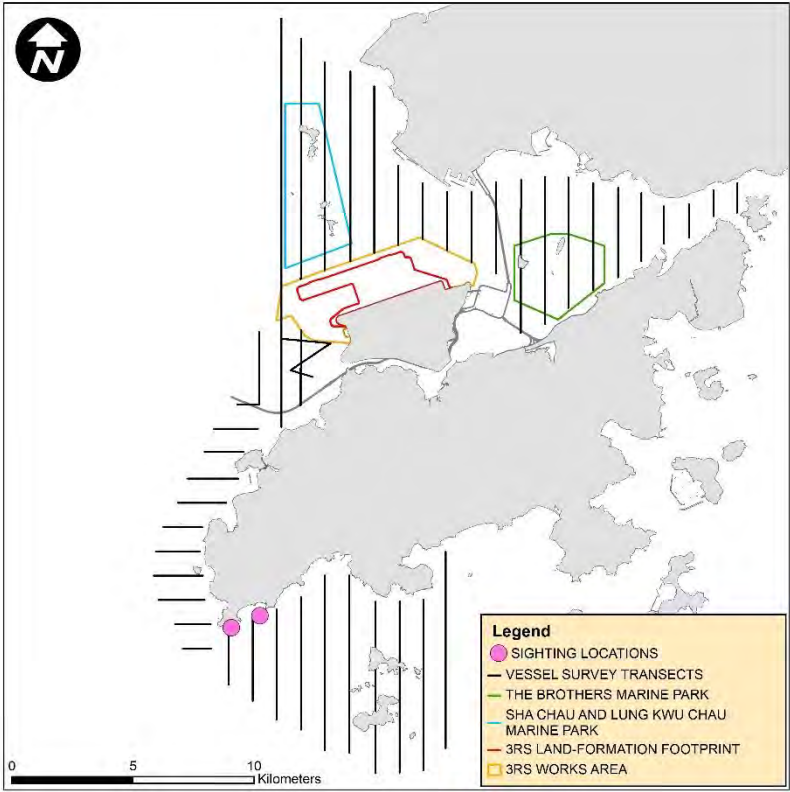 N
Legend
SIGHTING LOCATIONS
VESSEL SURVEY TRANSECTS
THE BROTHERS MARINE PARK
SHA CHAU AND LUNG KWU CHAU
MARINE PARK
3RS LAND-FORMATION FOOTPRINT
3RS WORKS AREA
0 5 10
Kilometers